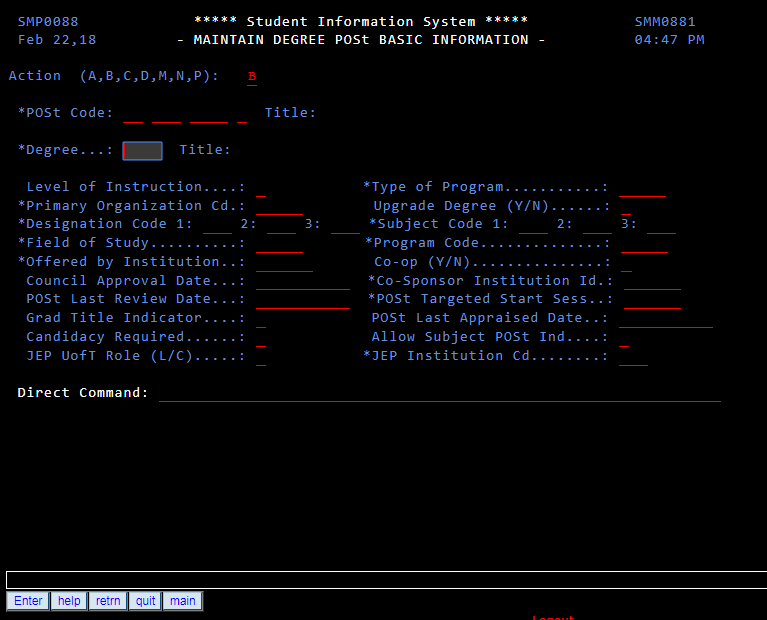 SMP0088 ***** Student Information System ***** SMM0881
Feb 22,18 - MAINTAIN DEGREE POSt BASIC INFORMATION - 04:47 PM
Action (A,B,C,D,M,N,P): B
*POSt Code: Title:
*Degree...: Title:
Level of Instruction....: *Type of Program...........:
*Primary Organization Cd.: Upgrade Degree (Y/N)......:
*Designation Code 1: 2: 3: *Subject Code 1: 2: 3:
*Field of Study..........: *Program Code.............:
*Offered by Institution..: Co-op (Y/N)...............:
Council Approval Date...: *Co-Sponsor Institution Id.:
POSt Last Review Date...: *POSt Targeted Start Sess..:
Grad Title Indicator....: POSt Last Appraised Date..:
Candidacy Required......: Allow Subject POSt Ind....:
JEP UofT Role (L/C).....: *JEP Institution Cd........:
Direct Command:
Enter help retrn quit main
Logout